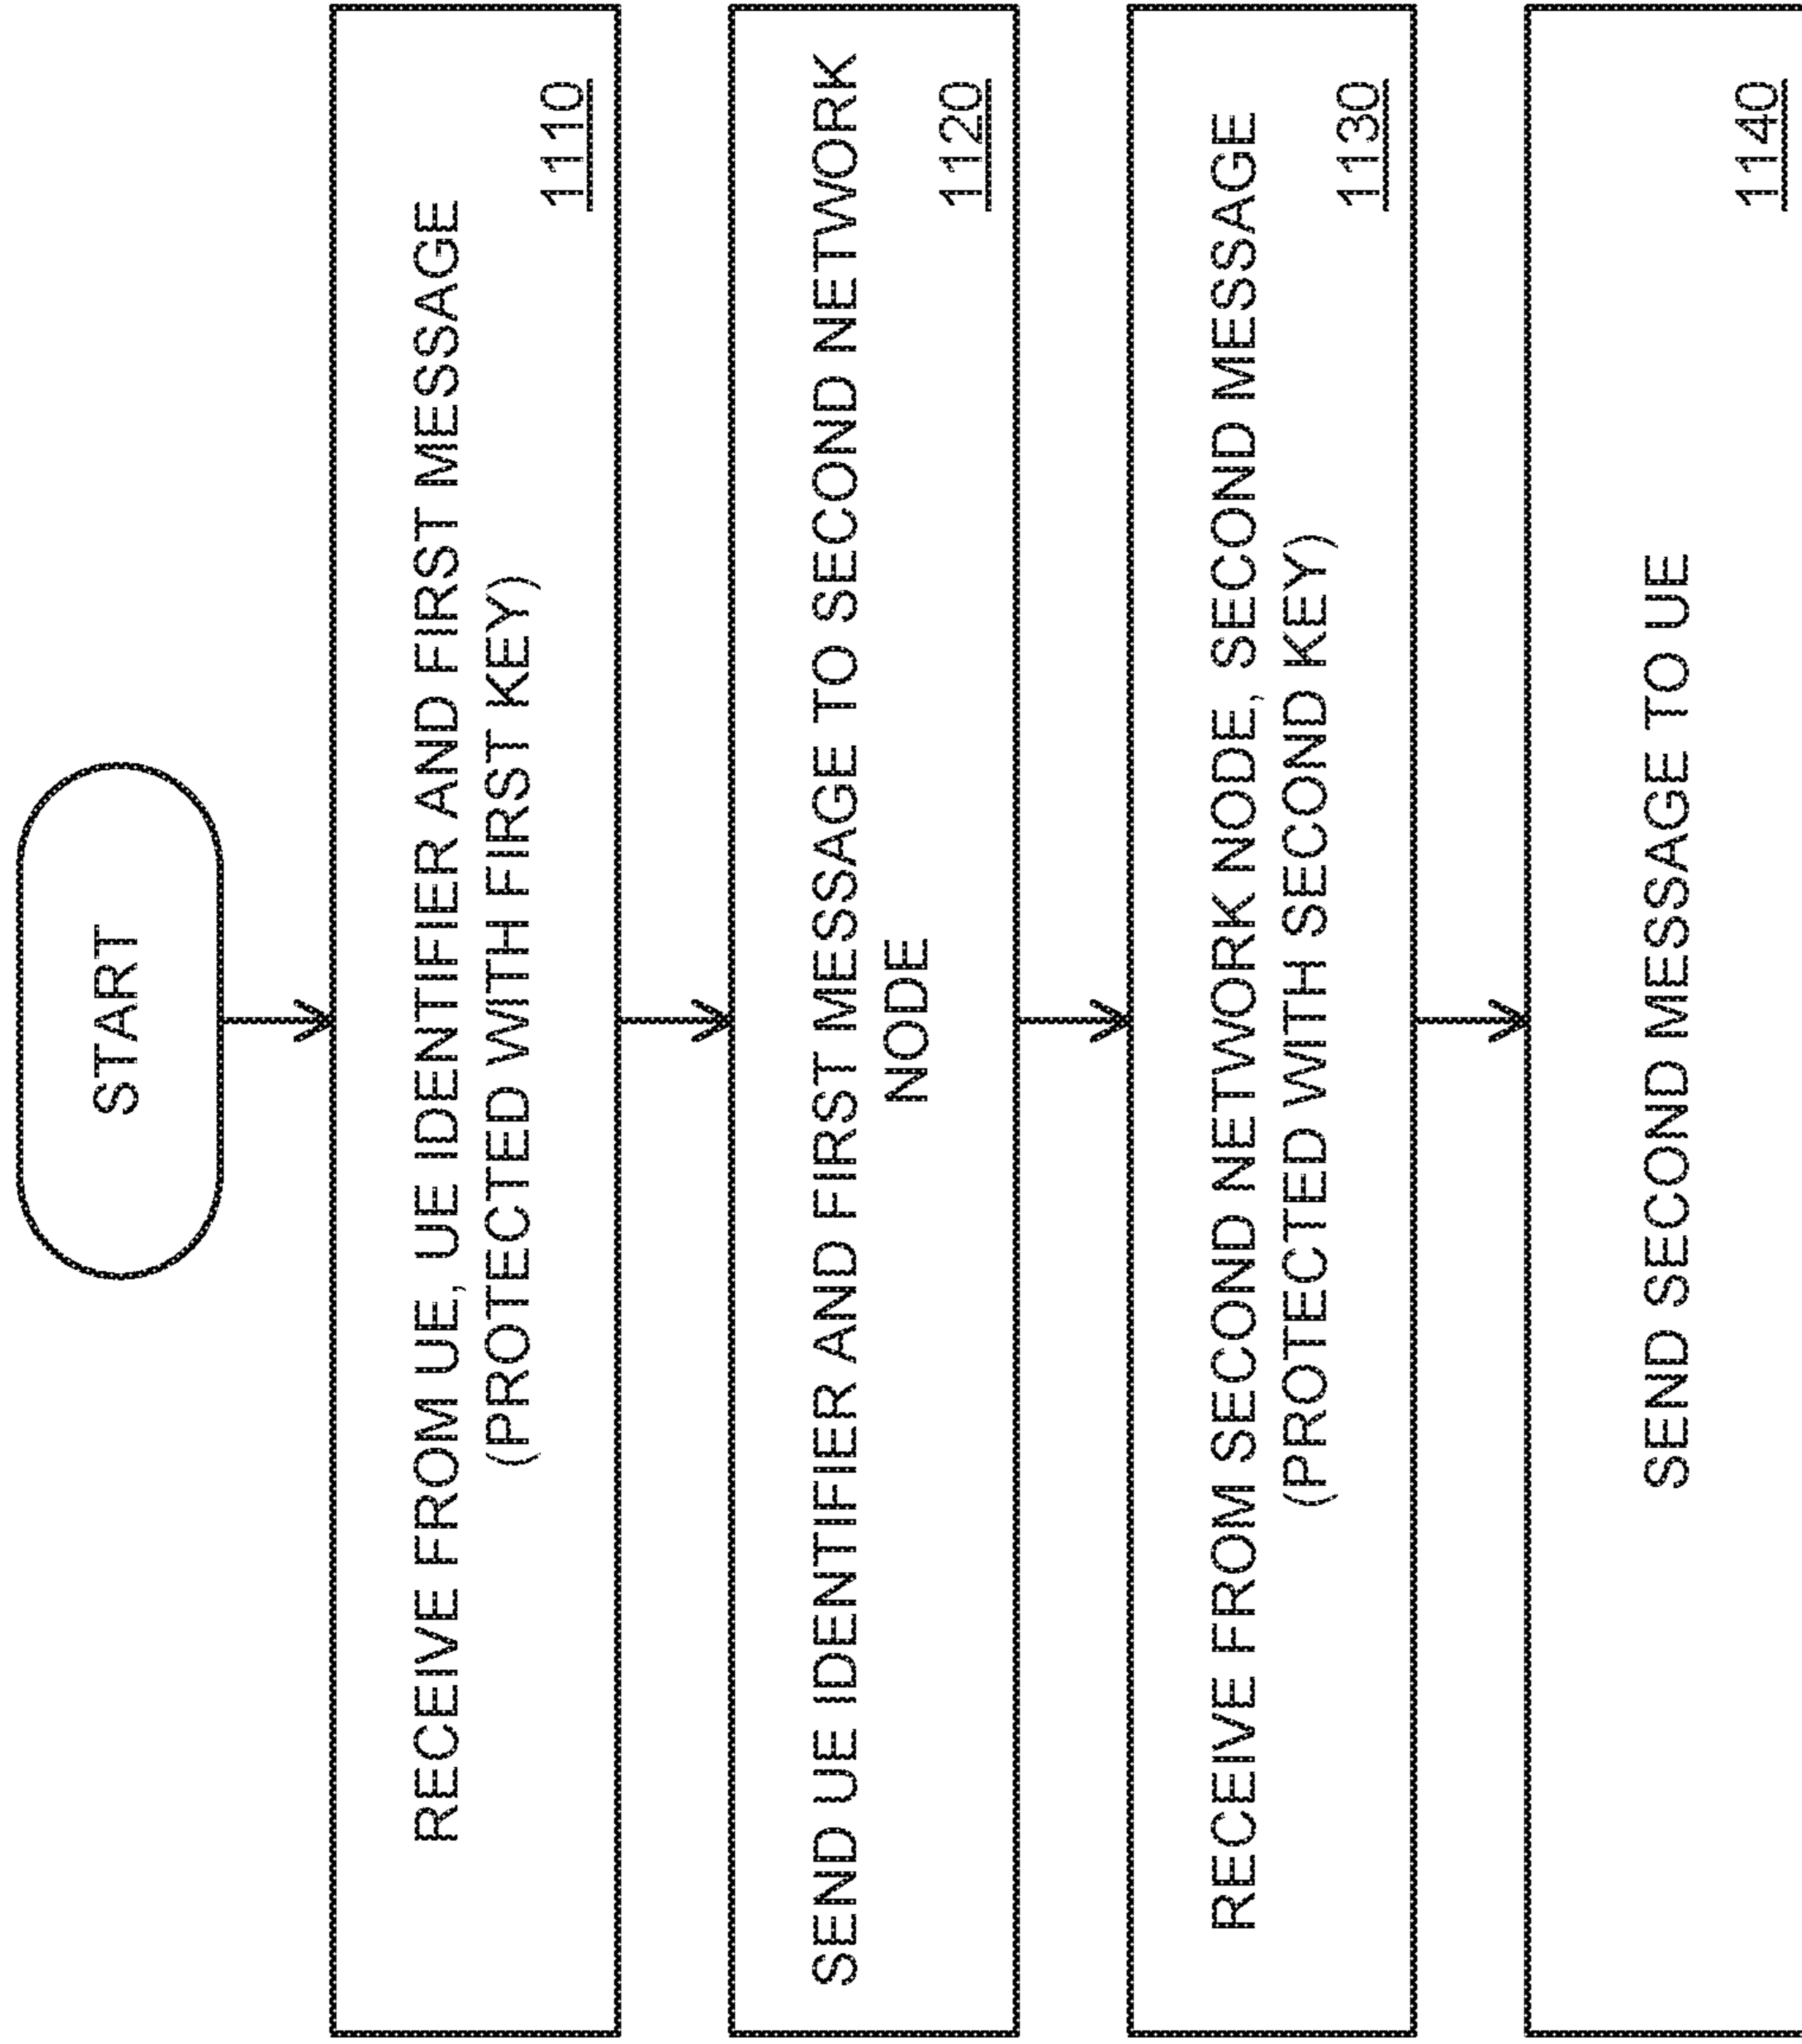 START
RECEIVE FROM UE, UE IDENTIFIER AND FIRST MESSAGE
(PROTECTED WITH FIRST KEY)
1110
SEND UE IDENTIFIER AND FIRST MESSAGE TO SECOND NETWORK
NODE
1120
RECEIVE FROM SECOND NETWORK NODE, SECOND MESSAGE
(PROTECTED WITH SECOND KEY)
1130
SEND SECOND MESSAGE TO UE
1140